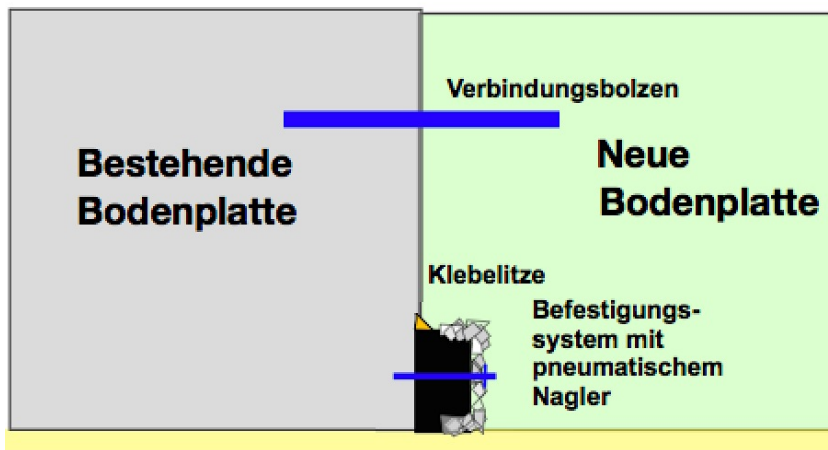 Verbindungsbolzen
Bestehende
Bodenplatte
Neue
Bodenplatte
Klebelitze
Befestigungs-
system mit
pneumatischem
Nagler